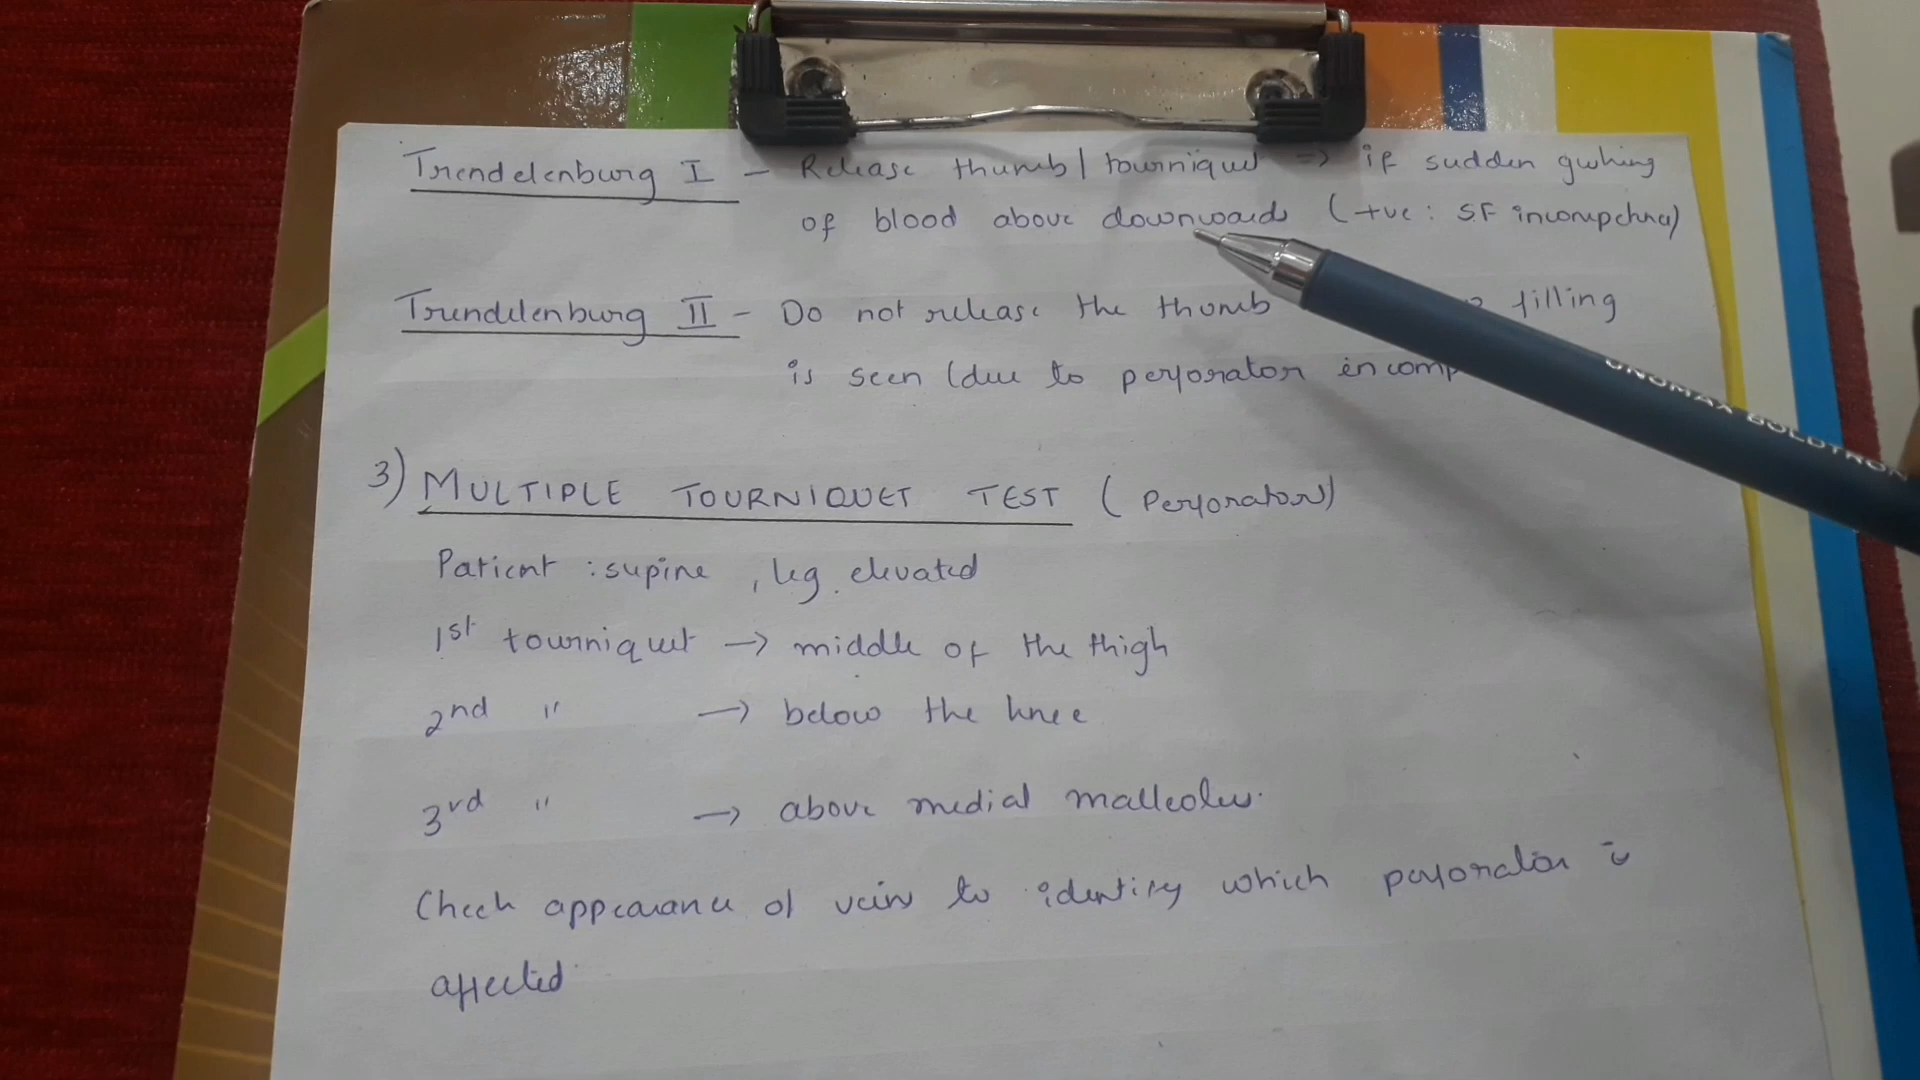 Trendelenburg I - Release thumb/tourniquet => if sudden gushing
of blood above downwards (+ve: SF incompetence)
Trendelenburg II - Do not release the thumb filling
is seen (due to perforator incomp
3) MULTIPLE TOURNIQUET TEST (Perforators)
Patient : supine, leg elevated
1st tourniquet → middle of the thigh
2nd " → below the knee
3rd " → above medial malleolus.
Check appearance of veins to identify which perforator is
affected
UNOMAX GOLDTRON